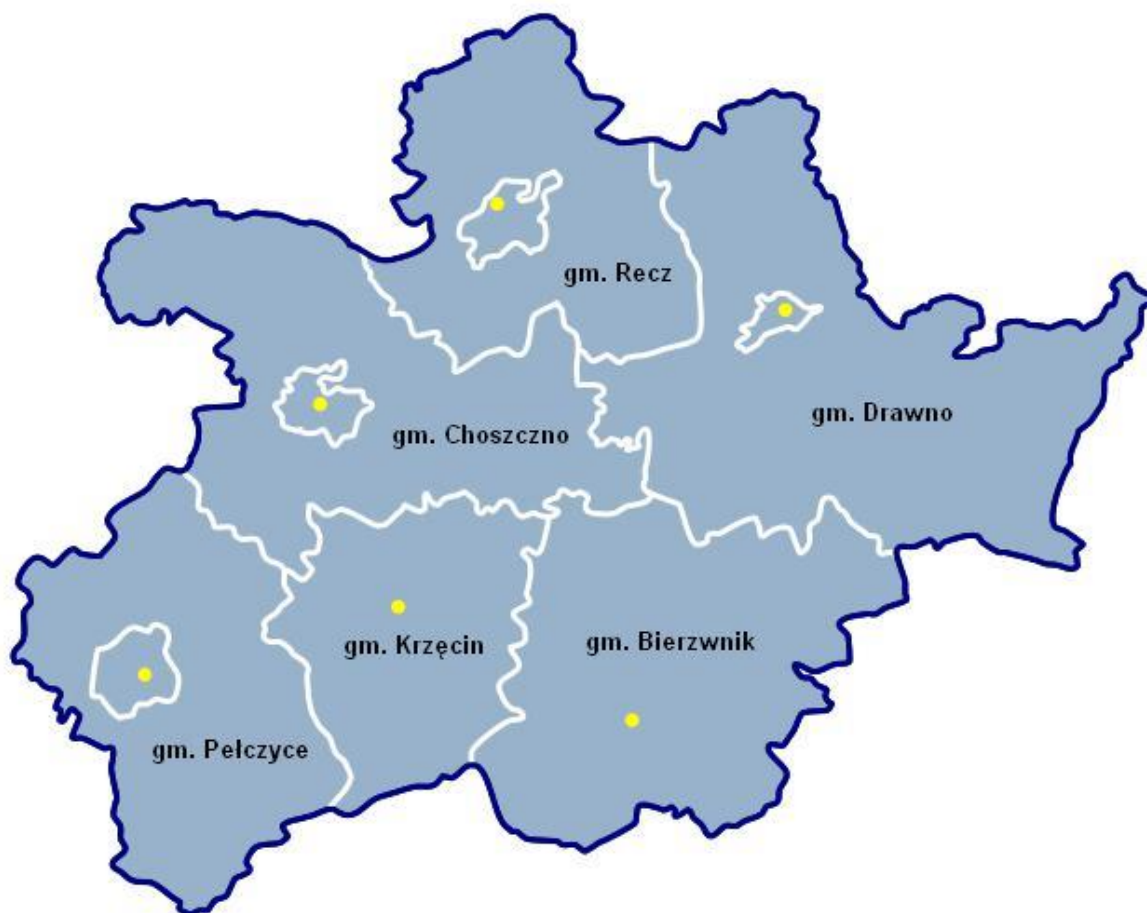 gm. Recz
gm. Drawno
gm. Choszczno
gm. Krzęcin
gm. Bierzwnik
gm. Pełczyce